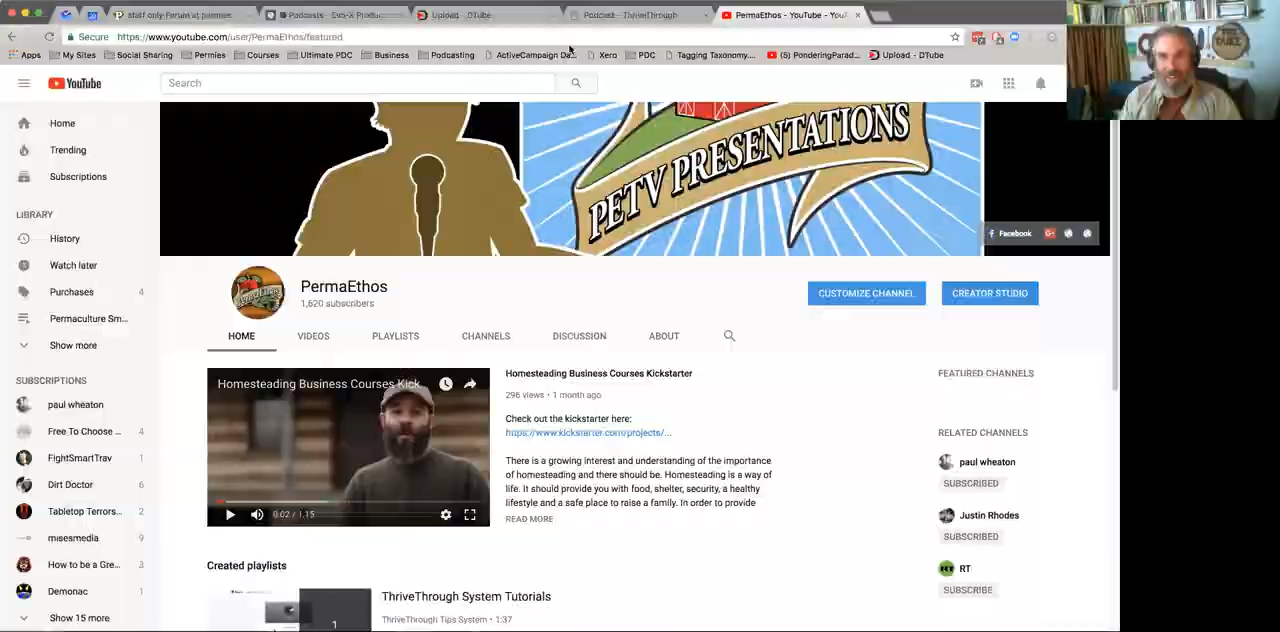 staff only Forum at permies
Podcasts - Evo-X Produc
Upload - DTube
Podcast - ThriveThrough
PermaEthos - YouTube - You
Secure https://www.youtube.com/user/PermaEthos/featured
Apps My Sites Social Sharing Permies Courses Ultimate PDC Business Podcasting ActiveCampaign Da... Xero PDC Tagging Taxonomy.... (5) PonderingParad... Upload - DTube
YouTube
Search
Home
Trending
Subscriptions
LIBRARY
History
Watch later
Purchases 4
Permaculture Sm...
Show more
SUBSCRIPTIONS
paul wheaton
Free To Choose ... 4
FightSmartTrav 1
Dirt Doctor 6
Tabletop Terrors... 2
misesmedia 9
How to be a Gre... 3
Demonac 1
Show 15 more
PETV PRESENTATIONS
Facebook
G+
PermaEthos
1,620 subscribers
CUSTOMIZE CHANNEL
CREATOR STUDIO
HOME VIDEOS PLAYLISTS CHANNELS DISCUSSION ABOUT
Homesteading Business Courses Kick
0:02 / 1:15
Homesteading Business Courses Kickstarter
296 views • 1 month ago
Check out the kickstarter here:
https://www.kickstarter.com/projects/...
There is a growing interest and understanding of the importance
of homesteading and there should be. Homesteading is a way of
life. It should provide you with food, shelter, security, a healthy
lifestyle and a safe place to raise a family. In order to provide
READ MORE
FEATURED CHANNELS
RELATED CHANNELS
paul wheaton
SUBSCRIBED
Justin Rhodes
SUBSCRIBED
RT
RT
SUBSCRIBE
Created playlists
1
ThriveThrough System Tutorials
ThriveThrough Tips System • 1:37